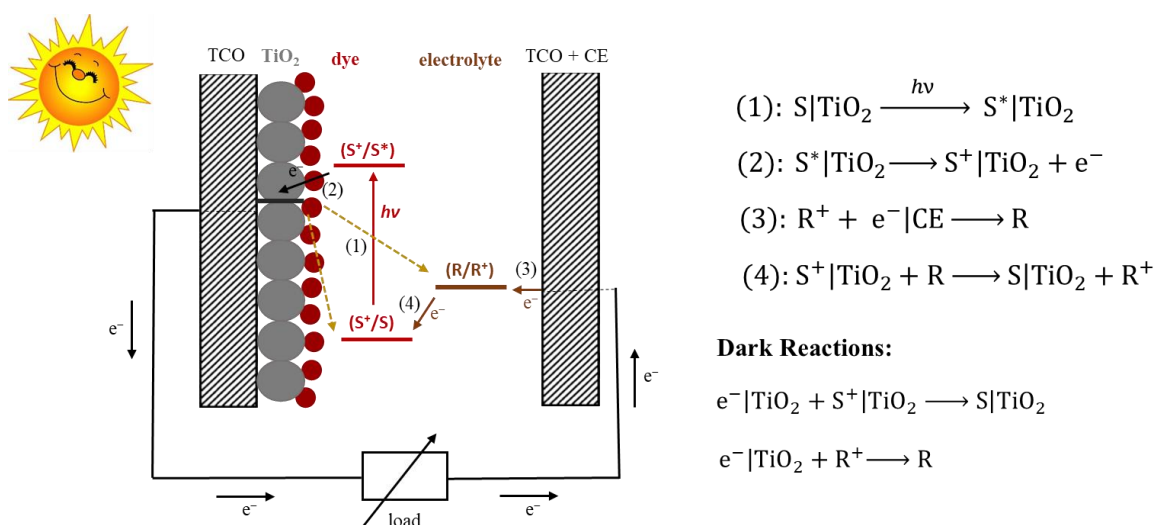 TCO TiO₂ dye electrolyte TCO + CE
(S⁺/S*)
e⁻
(2)
hν
(1)
(R/R⁺)
(3)
e⁻
(4)
e⁻
(S⁺/S)
e⁻
e⁻
e⁻
e⁻
load
(1): S|TiO₂ ⟶ S*|TiO₂
hν
(2): S*|TiO₂ ⟶ S⁺|TiO₂ + e⁻
(3): R⁺ + e⁻|CE ⟶ R
(4): S⁺|TiO₂ + R ⟶ S|TiO₂ + R⁺
Dark Reactions:
e⁻|TiO₂ + S⁺|TiO₂ ⟶ S|TiO₂
e⁻|TiO₂ + R⁺ ⟶ R